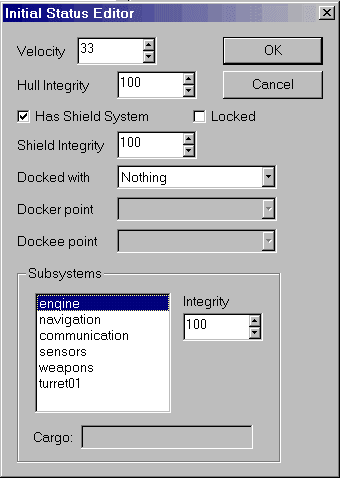 Initial Status Editor
Velocity 33 OK
Hull Integrity 100 Cancel
Has Shield System Locked
Shield Integrity 100
Docked with Nothing
Docker point
Dockee point
Subsystems
engine
Integrity
navigation
100
communication
sensors
weapons
turret01
Cargo: